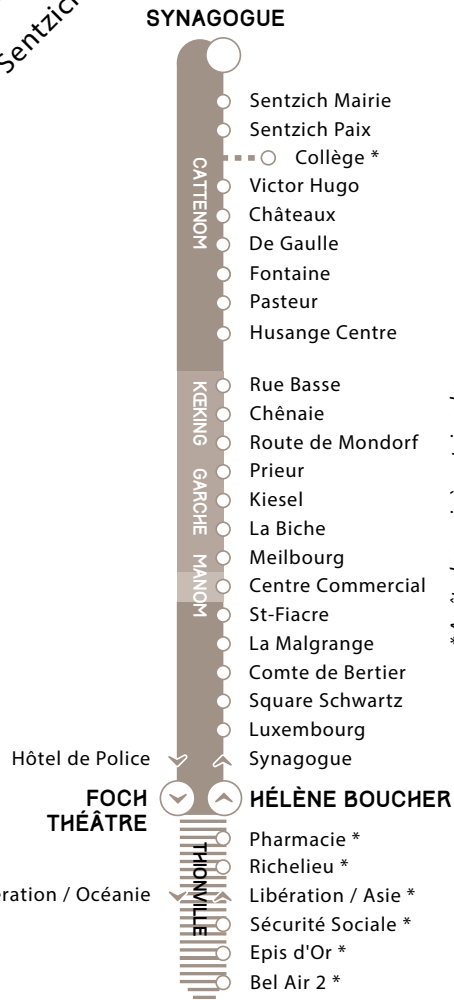 SYNAGOGUE
Sentzich Mairie
Sentzich Paix
Collège *
Victor Hugo
Châteaux
De Gaulle
Fontaine
Pasteur
Husange Centre
CATTENOM
Rue Basse
Chênaie
Route de Mondorf
KŒKING
Prieur
Kiesel
La Biche
GARCHE
Meilbourg
Centre Commercial
MANOM
St-Fiacre
La Malgrange
Comte de Bertier
Square Schwartz
Luxembourg
Hôtel de Police
Synagogue
FOCH
THÉÂTRE
HÉLÈNE BOUCHER
THIONVILLE
Pharmacie *
Richelieu *
/ Océanie
Libération / Asie *
Sécurité Sociale *
Epis d'Or *
Bel Air 2 *